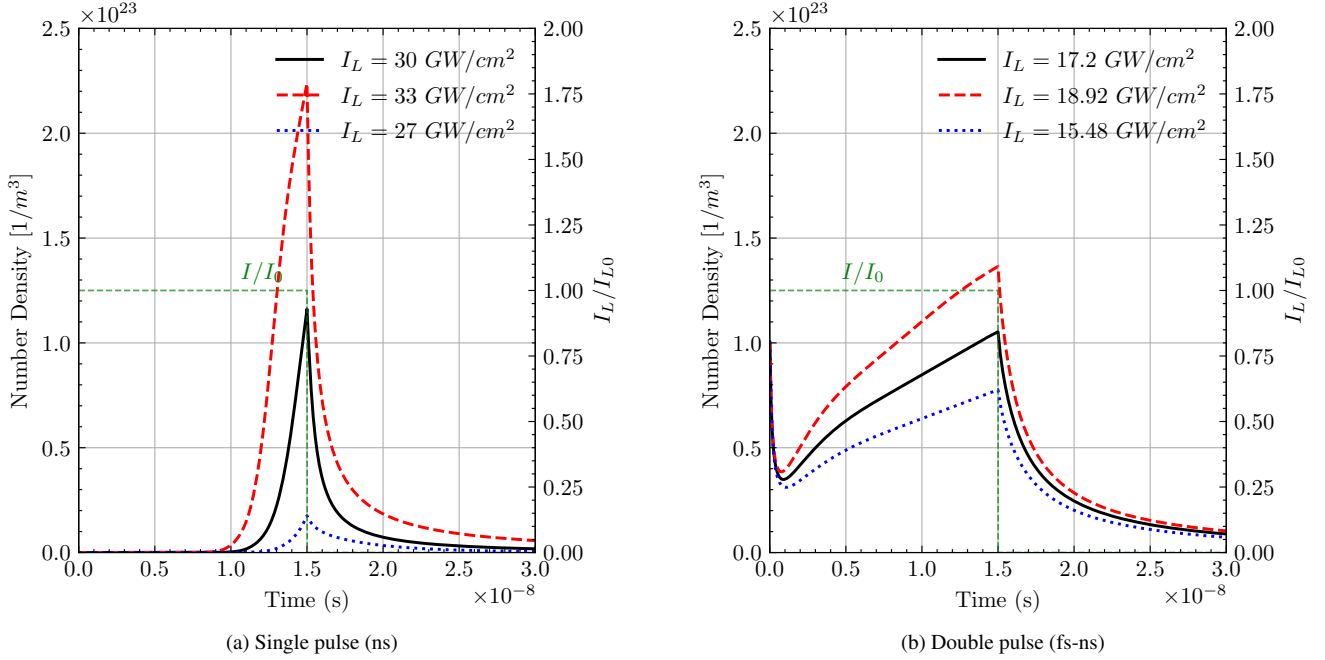 ×10^23
2.5
2.0
1.5
1.0
0.5
0.0
Number Density [1/m^3]
I_L = 30 GW/cm^2
I_L = 33 GW/cm^2
I_L = 27 GW/cm^2
I/I_0
2.00
1.75
1.50
1.25
1.00
0.75
0.50
0.25
0.00
I_L/I_{L0}
0.0 0.5 1.0 1.5 2.0 2.5 3.0
Time (s)
×10^−8
(a) Single pulse (ns)
×10^23
2.5
2.0
1.5
1.0
0.5
0.0
Number Density [1/m^3]
I_L = 17.2 GW/cm^2
I_L = 18.92 GW/cm^2
I_L = 15.48 GW/cm^2
I/I_0
2.00
1.75
1.50
1.25
1.00
0.75
0.50
0.25
0.00
I_L/I_{L0}
0.0 0.5 1.0 1.5 2.0 2.5 3.0
Time (s)
×10^−8
(b) Double pulse (fs-ns)